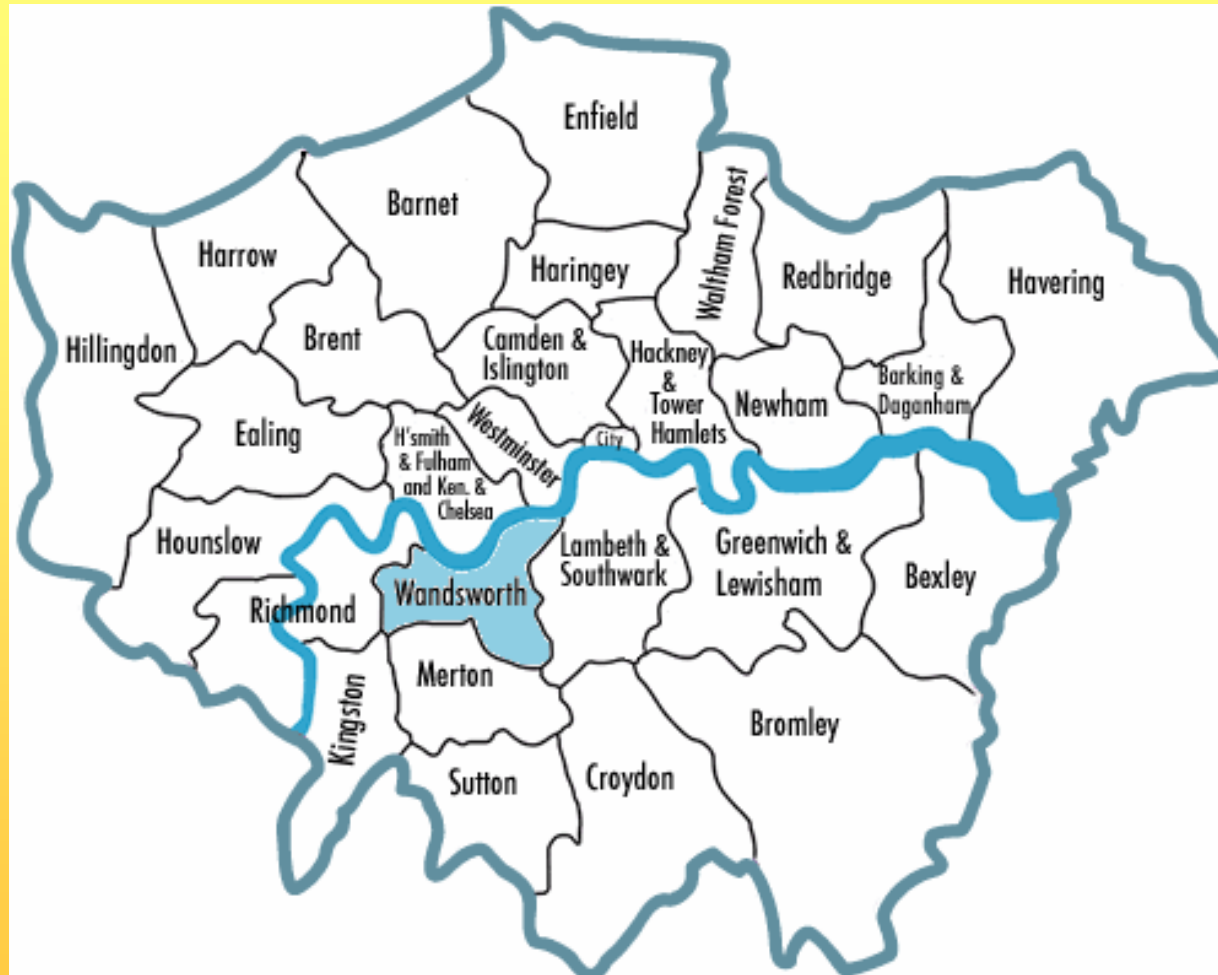 Enfield
Barnet
Waltham Forest
Harrow
Haringey
Redbridge
Havering
Hillingdon
Brent
Camden &
Islington
Hackney
&
Tower
Hamlets
Newham
Barking &
Daganham
Ealing
Westminster
City
H'smith
& Fulham
and Ken. &
Chelsea
Hounslow
Lambeth &
Southwark
Greenwich &
Lewisham
Bexley
Richmond
Wandsworth
Merton
Kingston
Bromley
Sutton
Croydon